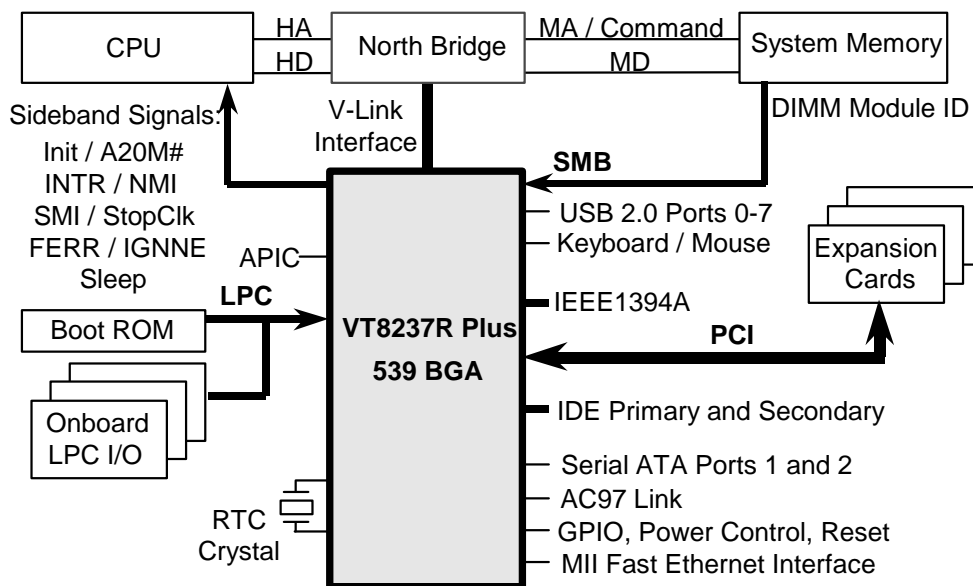 CPU
HA
HD
North Bridge
MA / Command
MD
System Memory
Sideband Signals:
Init / A20M#
INTR / NMI
SMI / StopClk
FERR / IGNNE
Sleep
V-Link
Interface
DIMM Module ID
SMB
USB 2.0 Ports 0-7
Keyboard / Mouse
Expansion
Cards
APIC
LPC
Boot ROM
IEEE1394A
VT8237R Plus
539 BGA
PCI
Onboard
LPC I/O
IDE Primary and Secondary
Serial ATA Ports 1 and 2
AC97 Link
RTC
Crystal
GPIO, Power Control, Reset
MII Fast Ethernet Interface